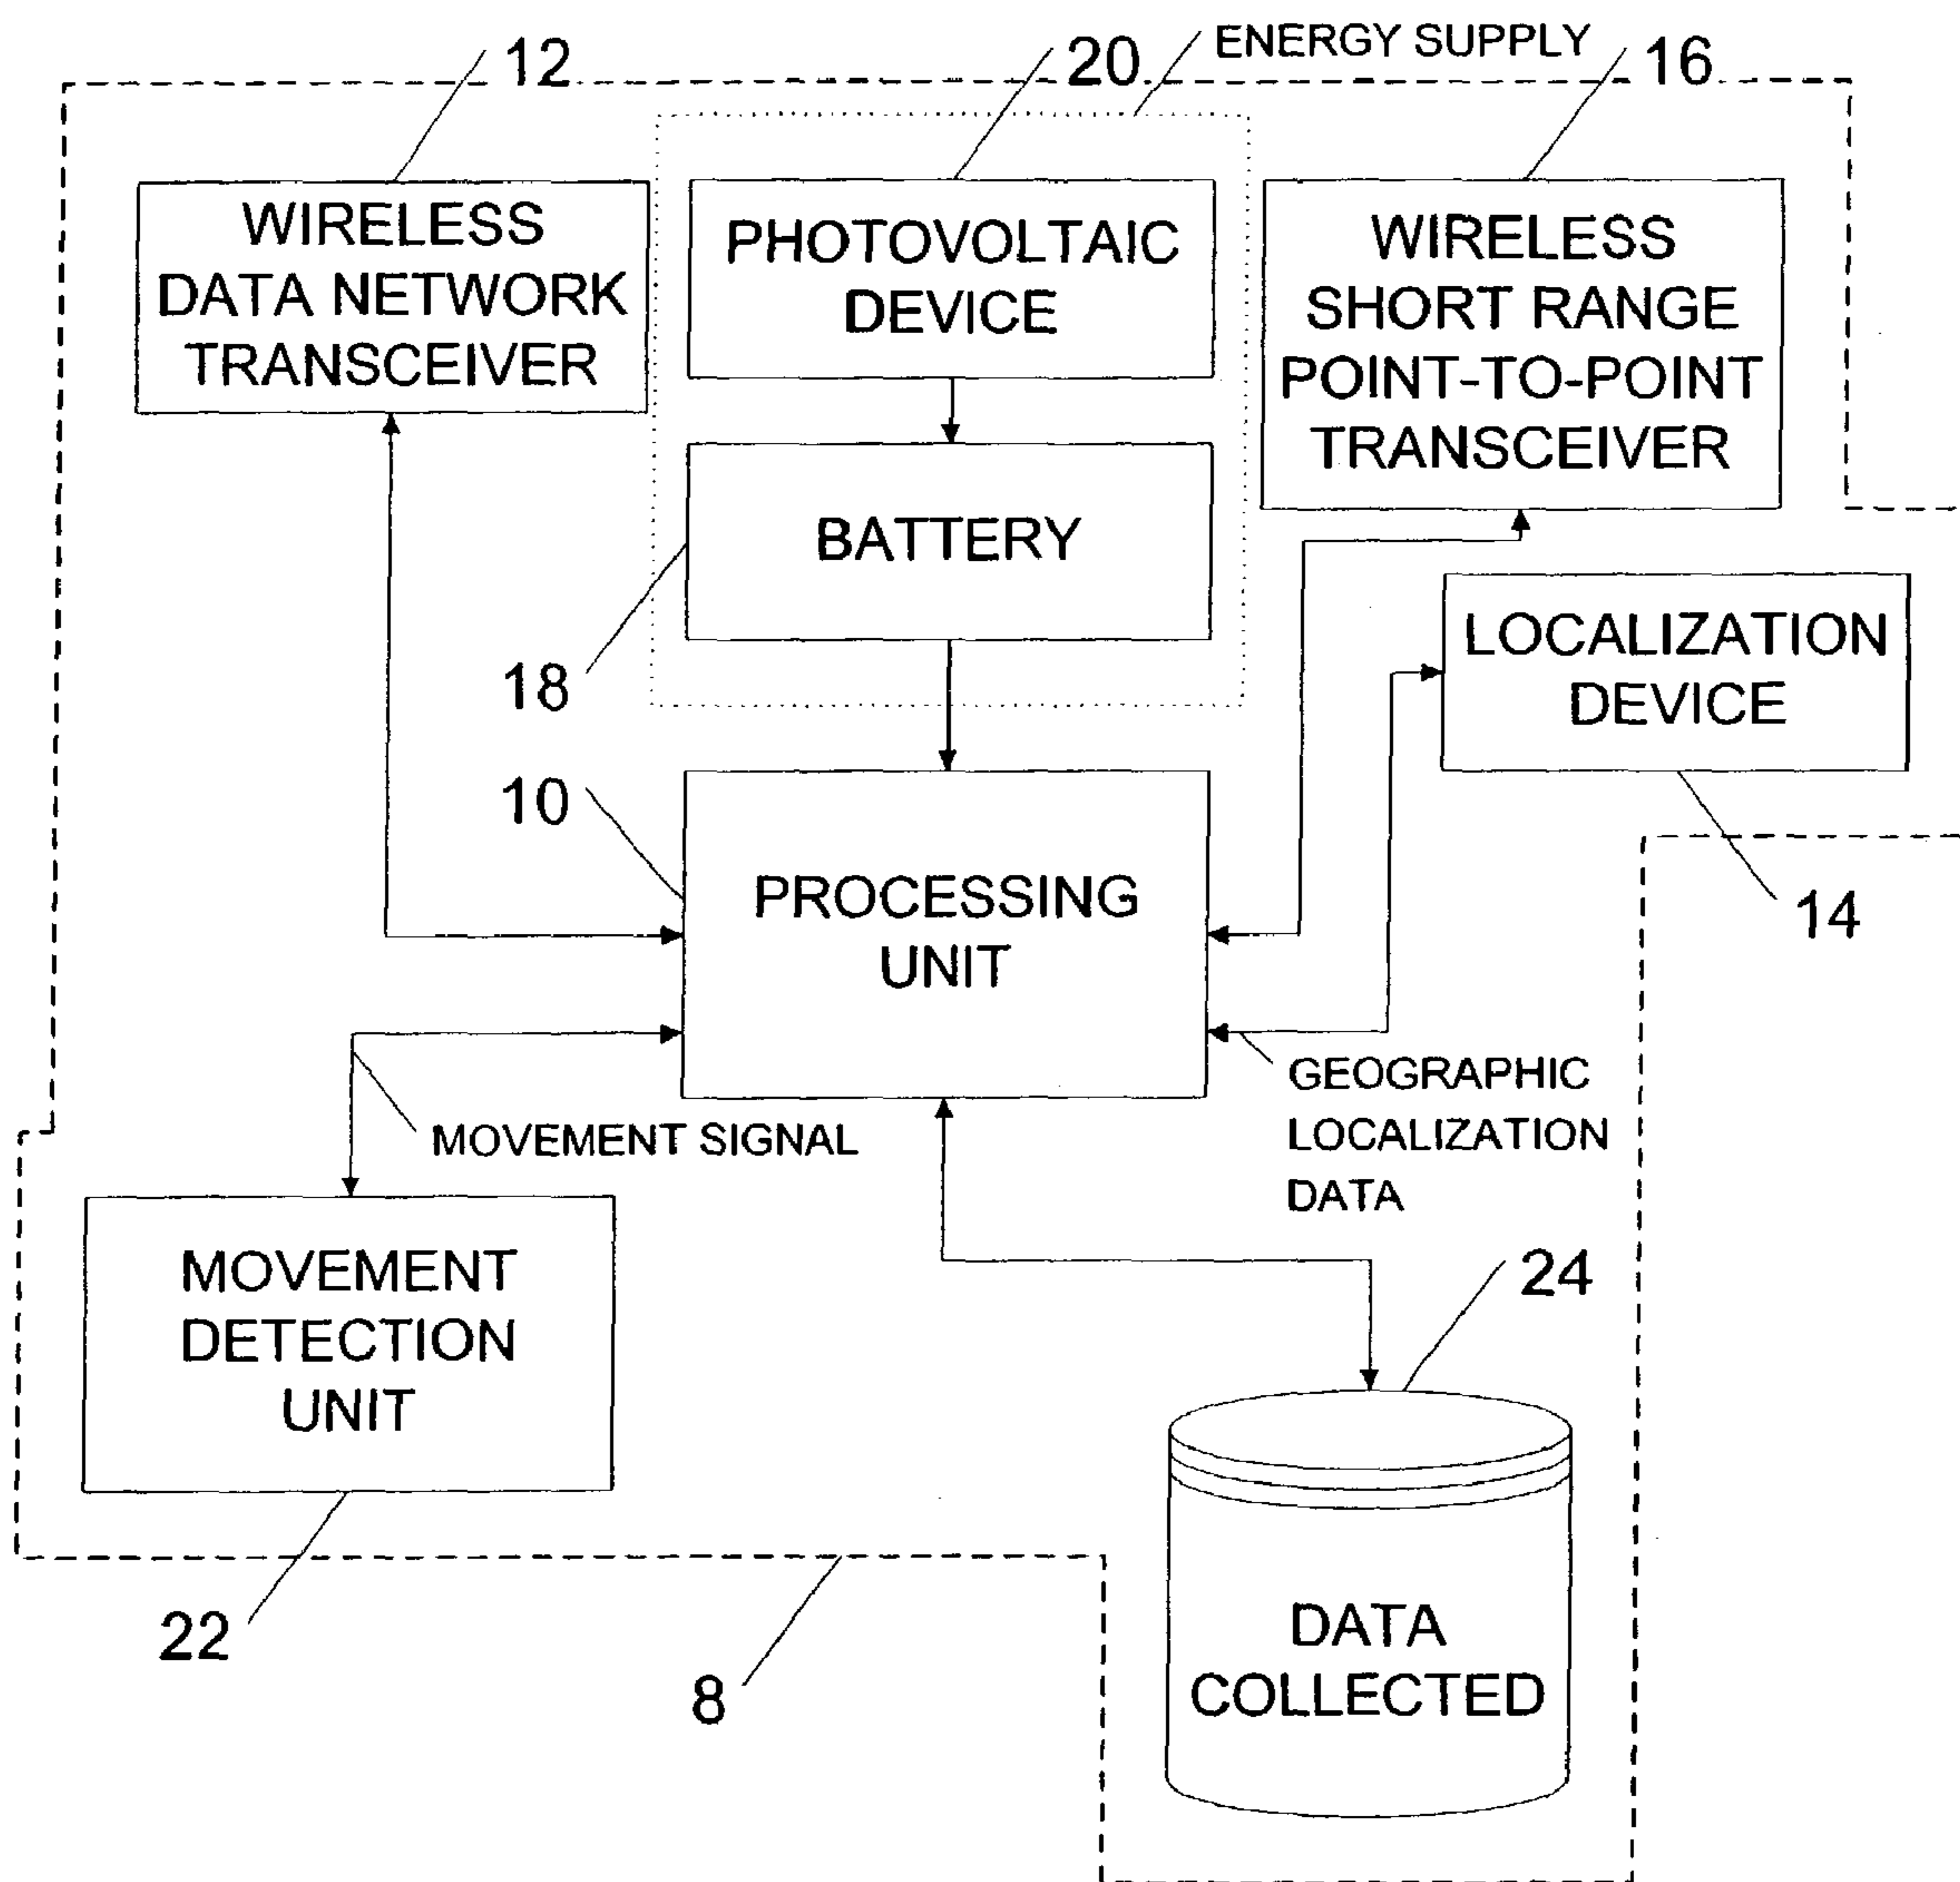 12
20
ENERGY SUPPLY
16
WIRELESS
DATA NETWORK
TRANSCEIVER
PHOTOVOLTAIC
DEVICE
WIRELESS
SHORT RANGE
POINT-TO-POINT
TRANSCEIVER
BATTERY
18
LOCALIZATION
DEVICE
10
PROCESSING
UNIT
14
MOVEMENT SIGNAL
GEOGRAPHIC
LOCALIZATION
DATA
MOVEMENT
DETECTION
UNIT
24
22
8
DATA
COLLECTED